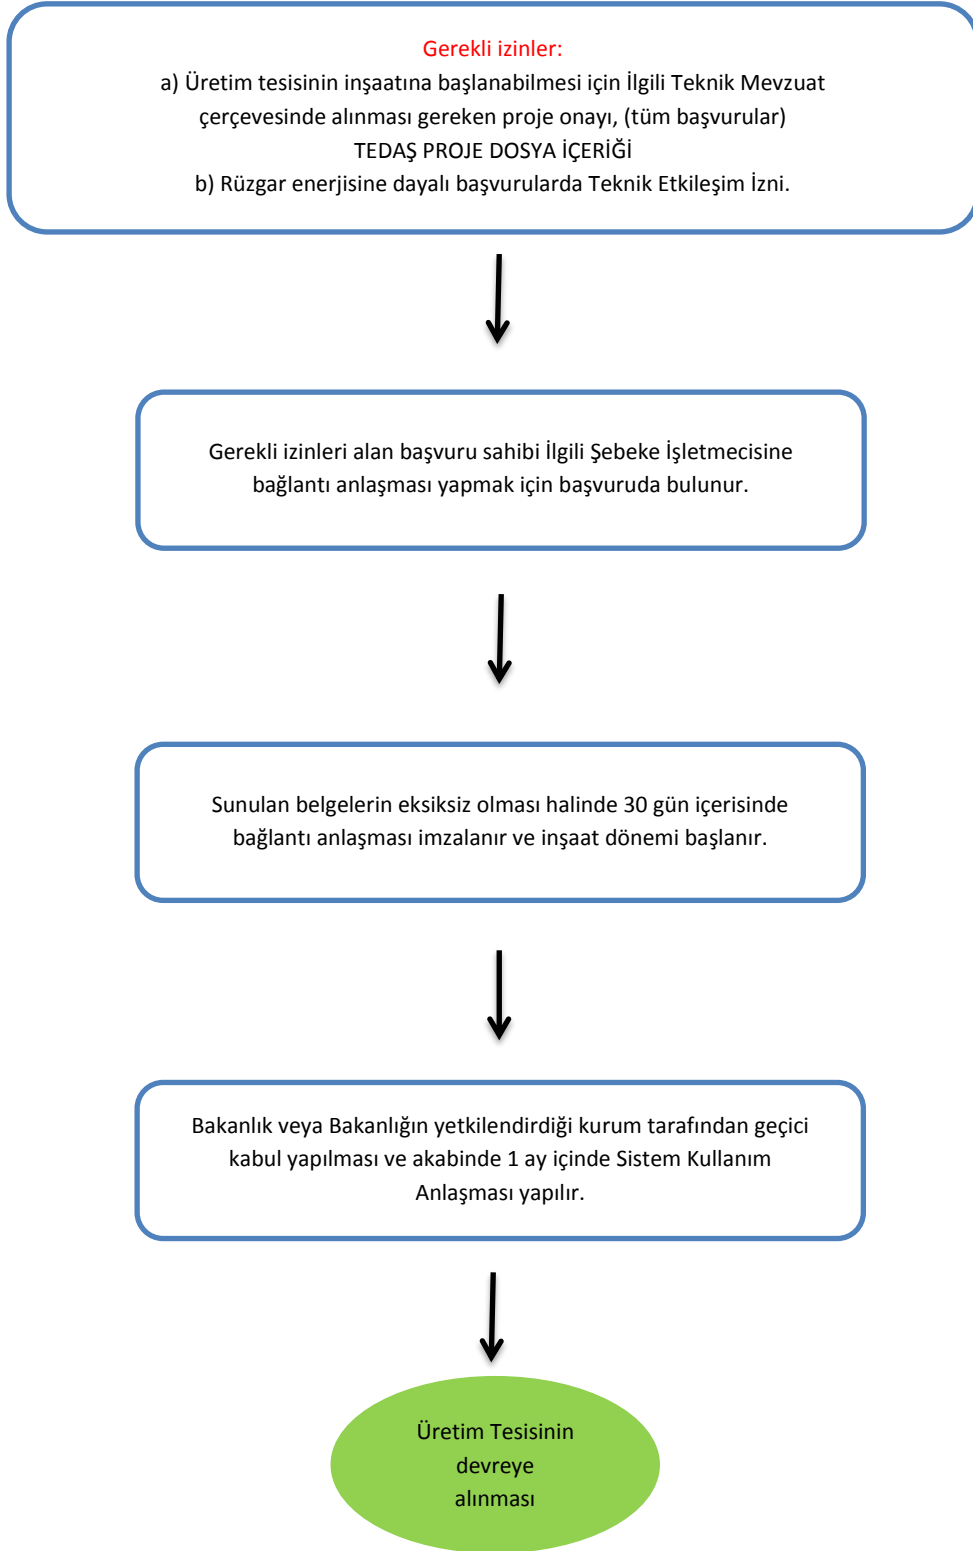 Gerekli izinler:
a) Üretim tesisinin inşaatına başlanabilmesi için İlgili Teknik Mevzuat
çerçevesinde alınması gereken proje onayı, (tüm başvurular)
TEDAŞ PROJE DOSYA İÇERİĞİ
b) Rüzgar enerjisine dayalı başvurularda Teknik Etkileşim İzni.
Gerekli izinleri alan başvuru sahibi İlgili Şebeke İşletmecisine
bağlantı anlaşması yapmak için başvuruda bulunur.
Sunulan belgelerin eksiksiz olması halinde 30 gün içerisinde
bağlantı anlaşması imzalanır ve inşaat dönemi başlanır.
Bakanlık veya Bakanlığın yetkilendirdiği kurum tarafından geçici
kabul yapılması ve akabinde 1 ay içinde Sistem Kullanım
Anlaşması yapılır.
Üretim Tesisinin
devreye
alınması